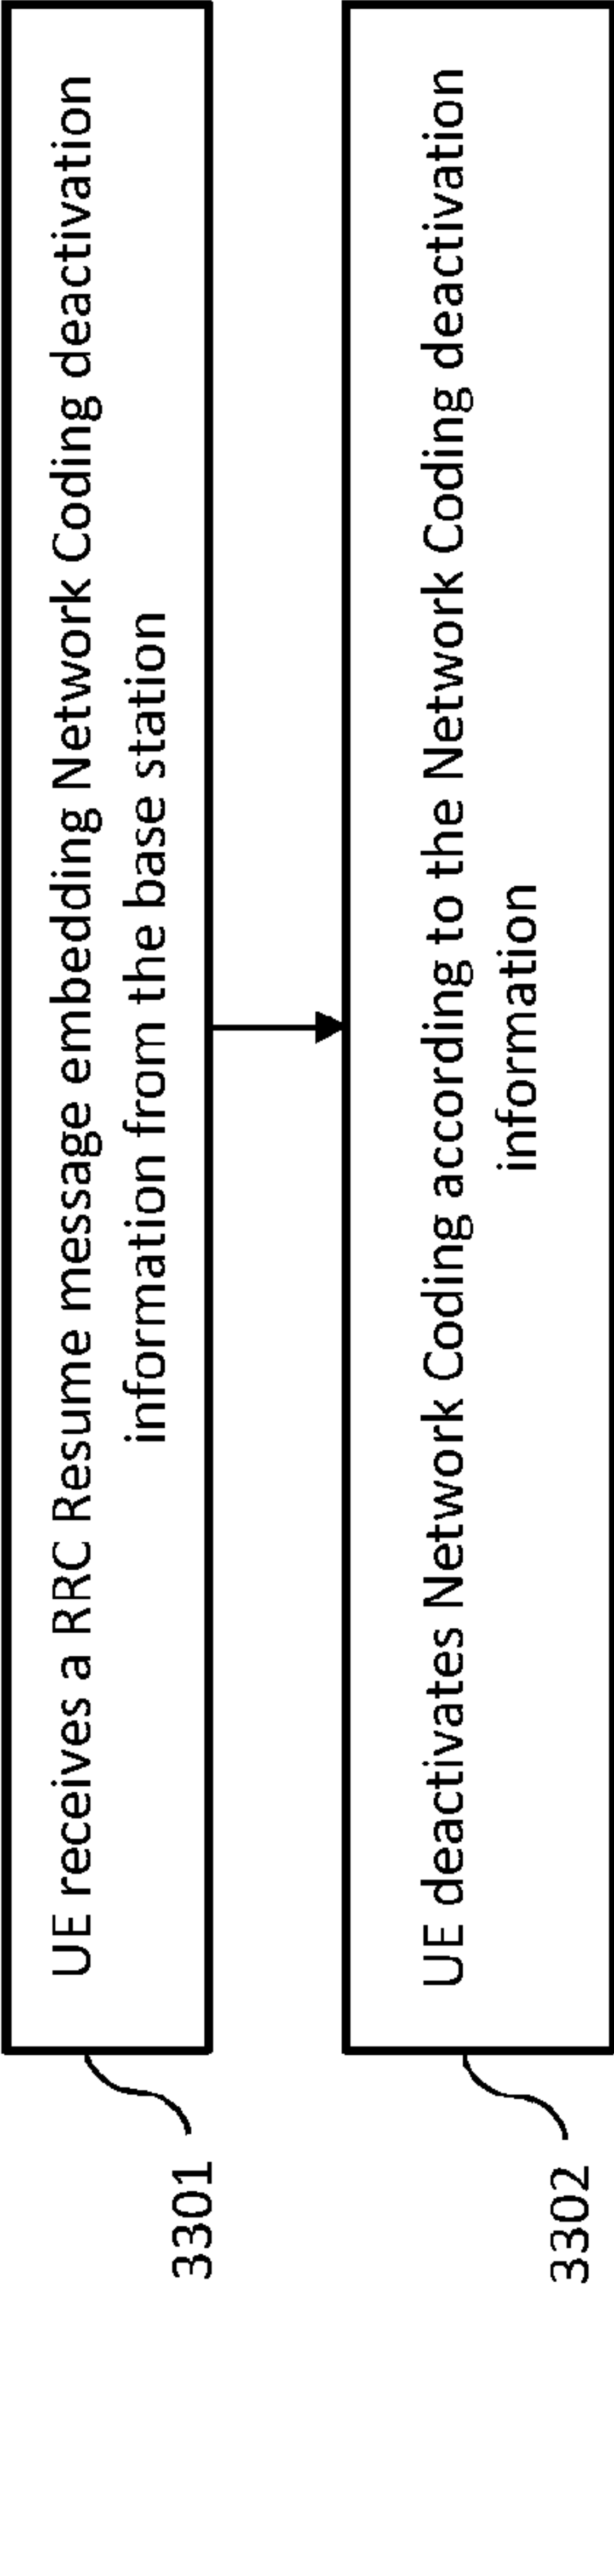 UE receives a RRC Resume message embedding Network Coding deactivation
information from the base station
3301
UE deactivates Network Coding according to the Network Coding deactivation
information
3302